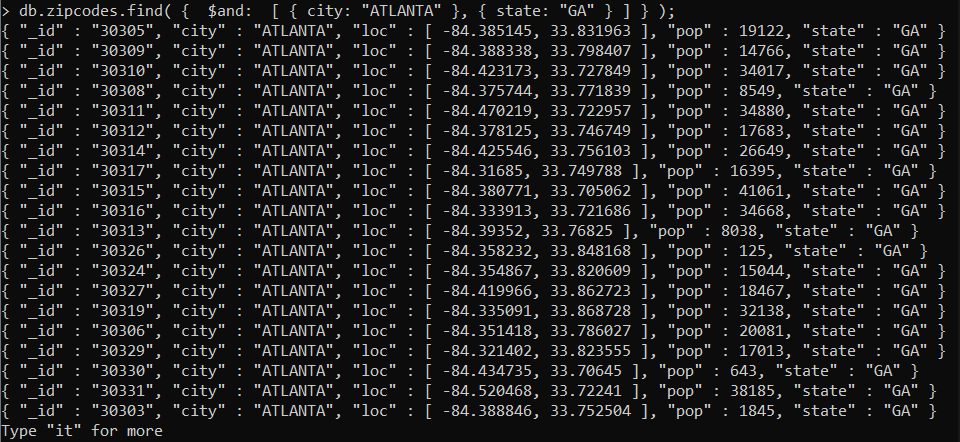 > db.zipcodes.find( {  $and:  [ { city: "ATLANTA" }, { state: "GA" } ] } );
{ "_id" : "30305", "city" : "ATLANTA", "loc" : [ -84.385145, 33.831963 ], "pop" : 19122, "state" : "GA" }
{ "_id" : "30309", "city" : "ATLANTA", "loc" : [ -84.388338, 33.798407 ], "pop" : 14766, "state" : "GA" }
{ "_id" : "30310", "city" : "ATLANTA", "loc" : [ -84.423173, 33.727849 ], "pop" : 34017, "state" : "GA" }
{ "_id" : "30308", "city" : "ATLANTA", "loc" : [ -84.375744, 33.771839 ], "pop" : 8549, "state" : "GA" }
{ "_id" : "30311", "city" : "ATLANTA", "loc" : [ -84.470219, 33.722957 ], "pop" : 34880, "state" : "GA" }
{ "_id" : "30312", "city" : "ATLANTA", "loc" : [ -84.378125, 33.746749 ], "pop" : 17683, "state" : "GA" }
{ "_id" : "30314", "city" : "ATLANTA", "loc" : [ -84.425546, 33.756103 ], "pop" : 26649, "state" : "GA" }
{ "_id" : "30317", "city" : "ATLANTA", "loc" : [ -84.31685, 33.749788 ], "pop" : 16395, "state" : "GA" }
{ "_id" : "30315", "city" : "ATLANTA", "loc" : [ -84.380771, 33.705062 ], "pop" : 41061, "state" : "GA" }
{ "_id" : "30316", "city" : "ATLANTA", "loc" : [ -84.333913, 33.721686 ], "pop" : 34668, "state" : "GA" }
{ "_id" : "30313", "city" : "ATLANTA", "loc" : [ -84.39352, 33.76825 ], "pop" : 8038, "state" : "GA" }
{ "_id" : "30326", "city" : "ATLANTA", "loc" : [ -84.358232, 33.848168 ], "pop" : 125, "state" : "GA" }
{ "_id" : "30324", "city" : "ATLANTA", "loc" : [ -84.354867, 33.820609 ], "pop" : 15044, "state" : "GA" }
{ "_id" : "30327", "city" : "ATLANTA", "loc" : [ -84.419966, 33.862723 ], "pop" : 18467, "state" : "GA" }
{ "_id" : "30319", "city" : "ATLANTA", "loc" : [ -84.335091, 33.868728 ], "pop" : 32138, "state" : "GA" }
{ "_id" : "30306", "city" : "ATLANTA", "loc" : [ -84.351418, 33.786027 ], "pop" : 20081, "state" : "GA" }
{ "_id" : "30329", "city" : "ATLANTA", "loc" : [ -84.321402, 33.823555 ], "pop" : 17013, "state" : "GA" }
{ "_id" : "30330", "city" : "ATLANTA", "loc" : [ -84.434735, 33.70645 ], "pop" : 643, "state" : "GA" }
{ "_id" : "30331", "city" : "ATLANTA", "loc" : [ -84.520468, 33.72241 ], "pop" : 38185, "state" : "GA" }
{ "_id" : "30303", "city" : "ATLANTA", "loc" : [ -84.388846, 33.752504 ], "pop" : 1845, "state" : "GA" }
Type "it" for more